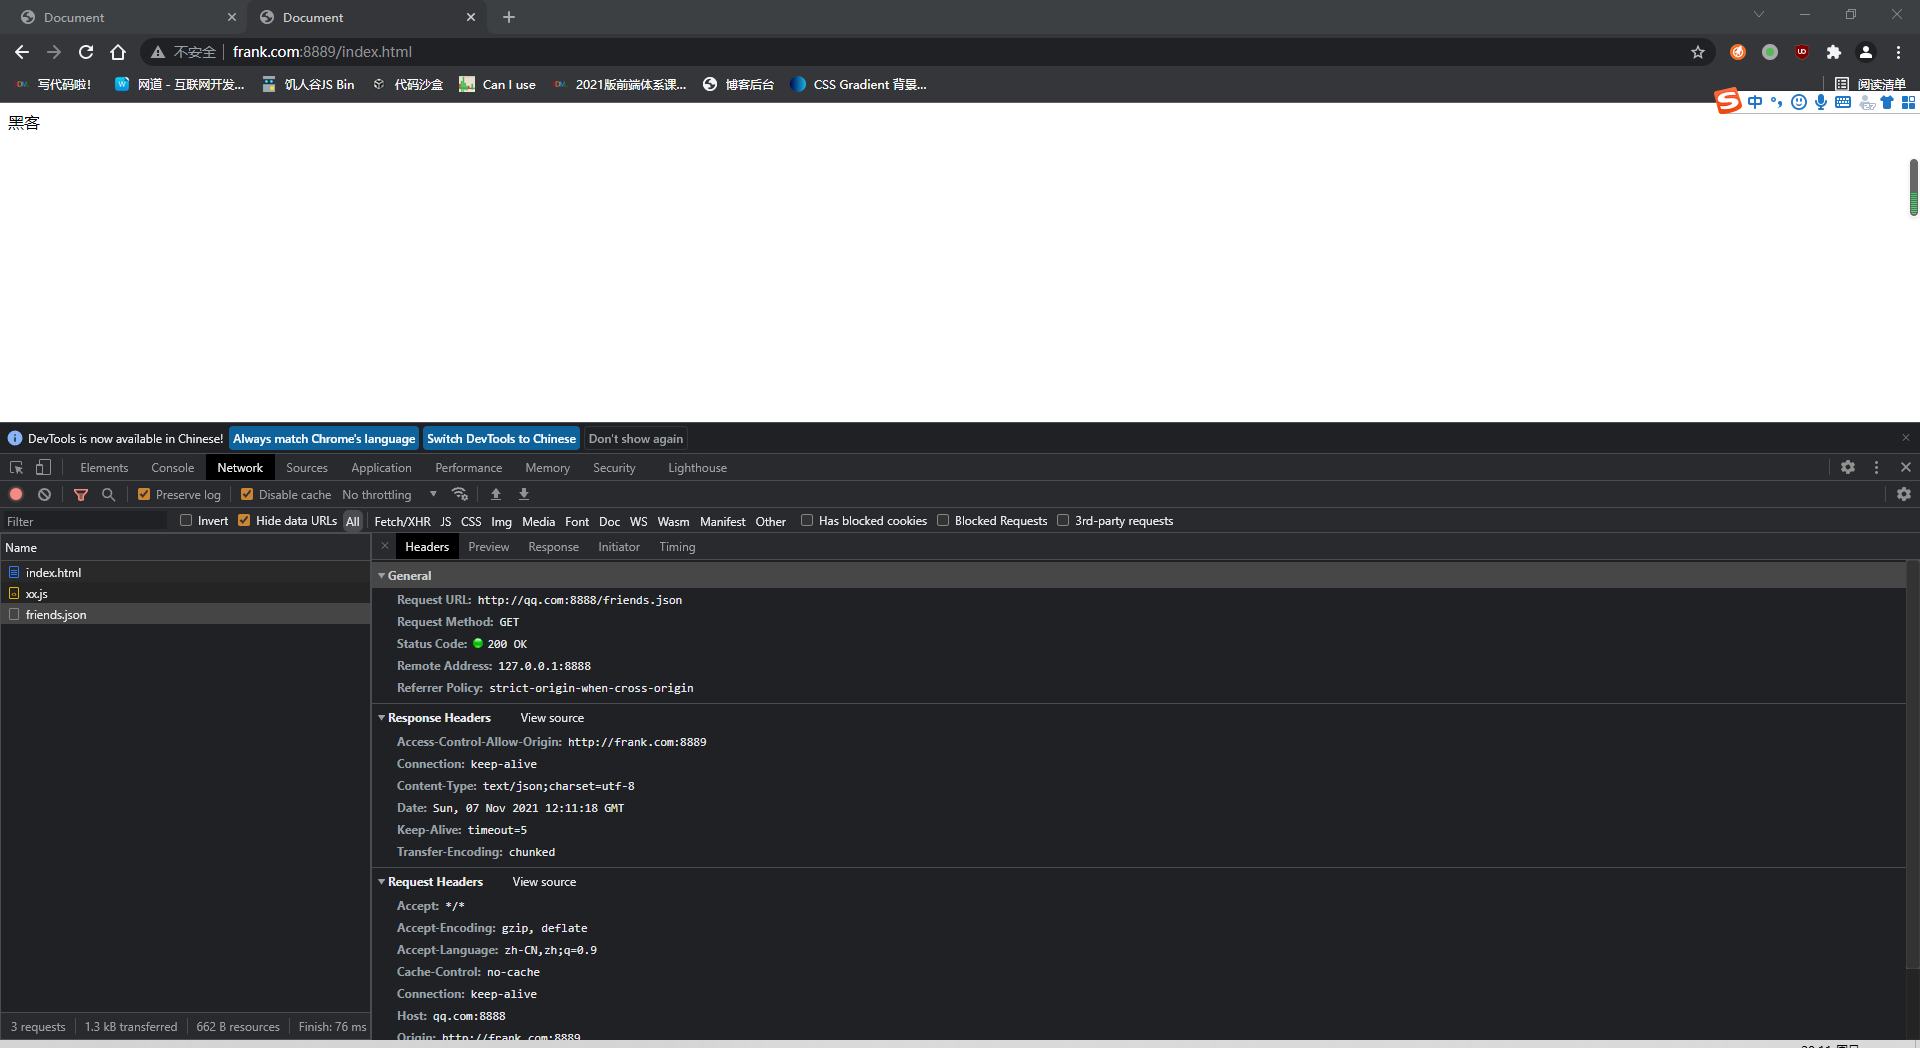 Document
Document
不安全 frank.com:8889/index.html
写代码啦!
网道 - 互联网开发...
饥人谷JS Bin
代码沙盒
Can I use
2021版前端体系课...
博客后台
CSS Gradient 背景...
阅读清单
中
黑客
DevTools is now available in Chinese! Always match Chrome's language Switch DevTools to Chinese Don't show again
Elements Console Network Sources Application Performance Memory Security Lighthouse
Preserve log Disable cache No throttling
Filter Invert Hide data URLs All Fetch/XHR JS CSS Img Media Font Doc WS Wasm Manifest Other Has blocked cookies Blocked Requests 3rd-party requests
Name
index.html
xx.js
friends.json
Headers Preview Response Initiator Timing
General
Request URL: http://qq.com:8888/friends.json
Request Method: GET
Status Code: 200 OK
Remote Address: 127.0.0.1:8888
Referrer Policy: strict-origin-when-cross-origin
Response Headers View source
Access-Control-Allow-Origin: http://frank.com:8889
Connection: keep-alive
Content-Type: text/json;charset=utf-8
Date: Sun, 07 Nov 2021 12:11:18 GMT
Keep-Alive: timeout=5
Transfer-Encoding: chunked
Request Headers View source
Accept: */*
Accept-Encoding: gzip, deflate
Accept-Language: zh-CN,zh;q=0.9
Cache-Control: no-cache
Connection: keep-alive
Host: qq.com:8888
Origin: http://frank.com:8889
3 requests 1.3 kB transferred 662 B resources Finish: 76 ms